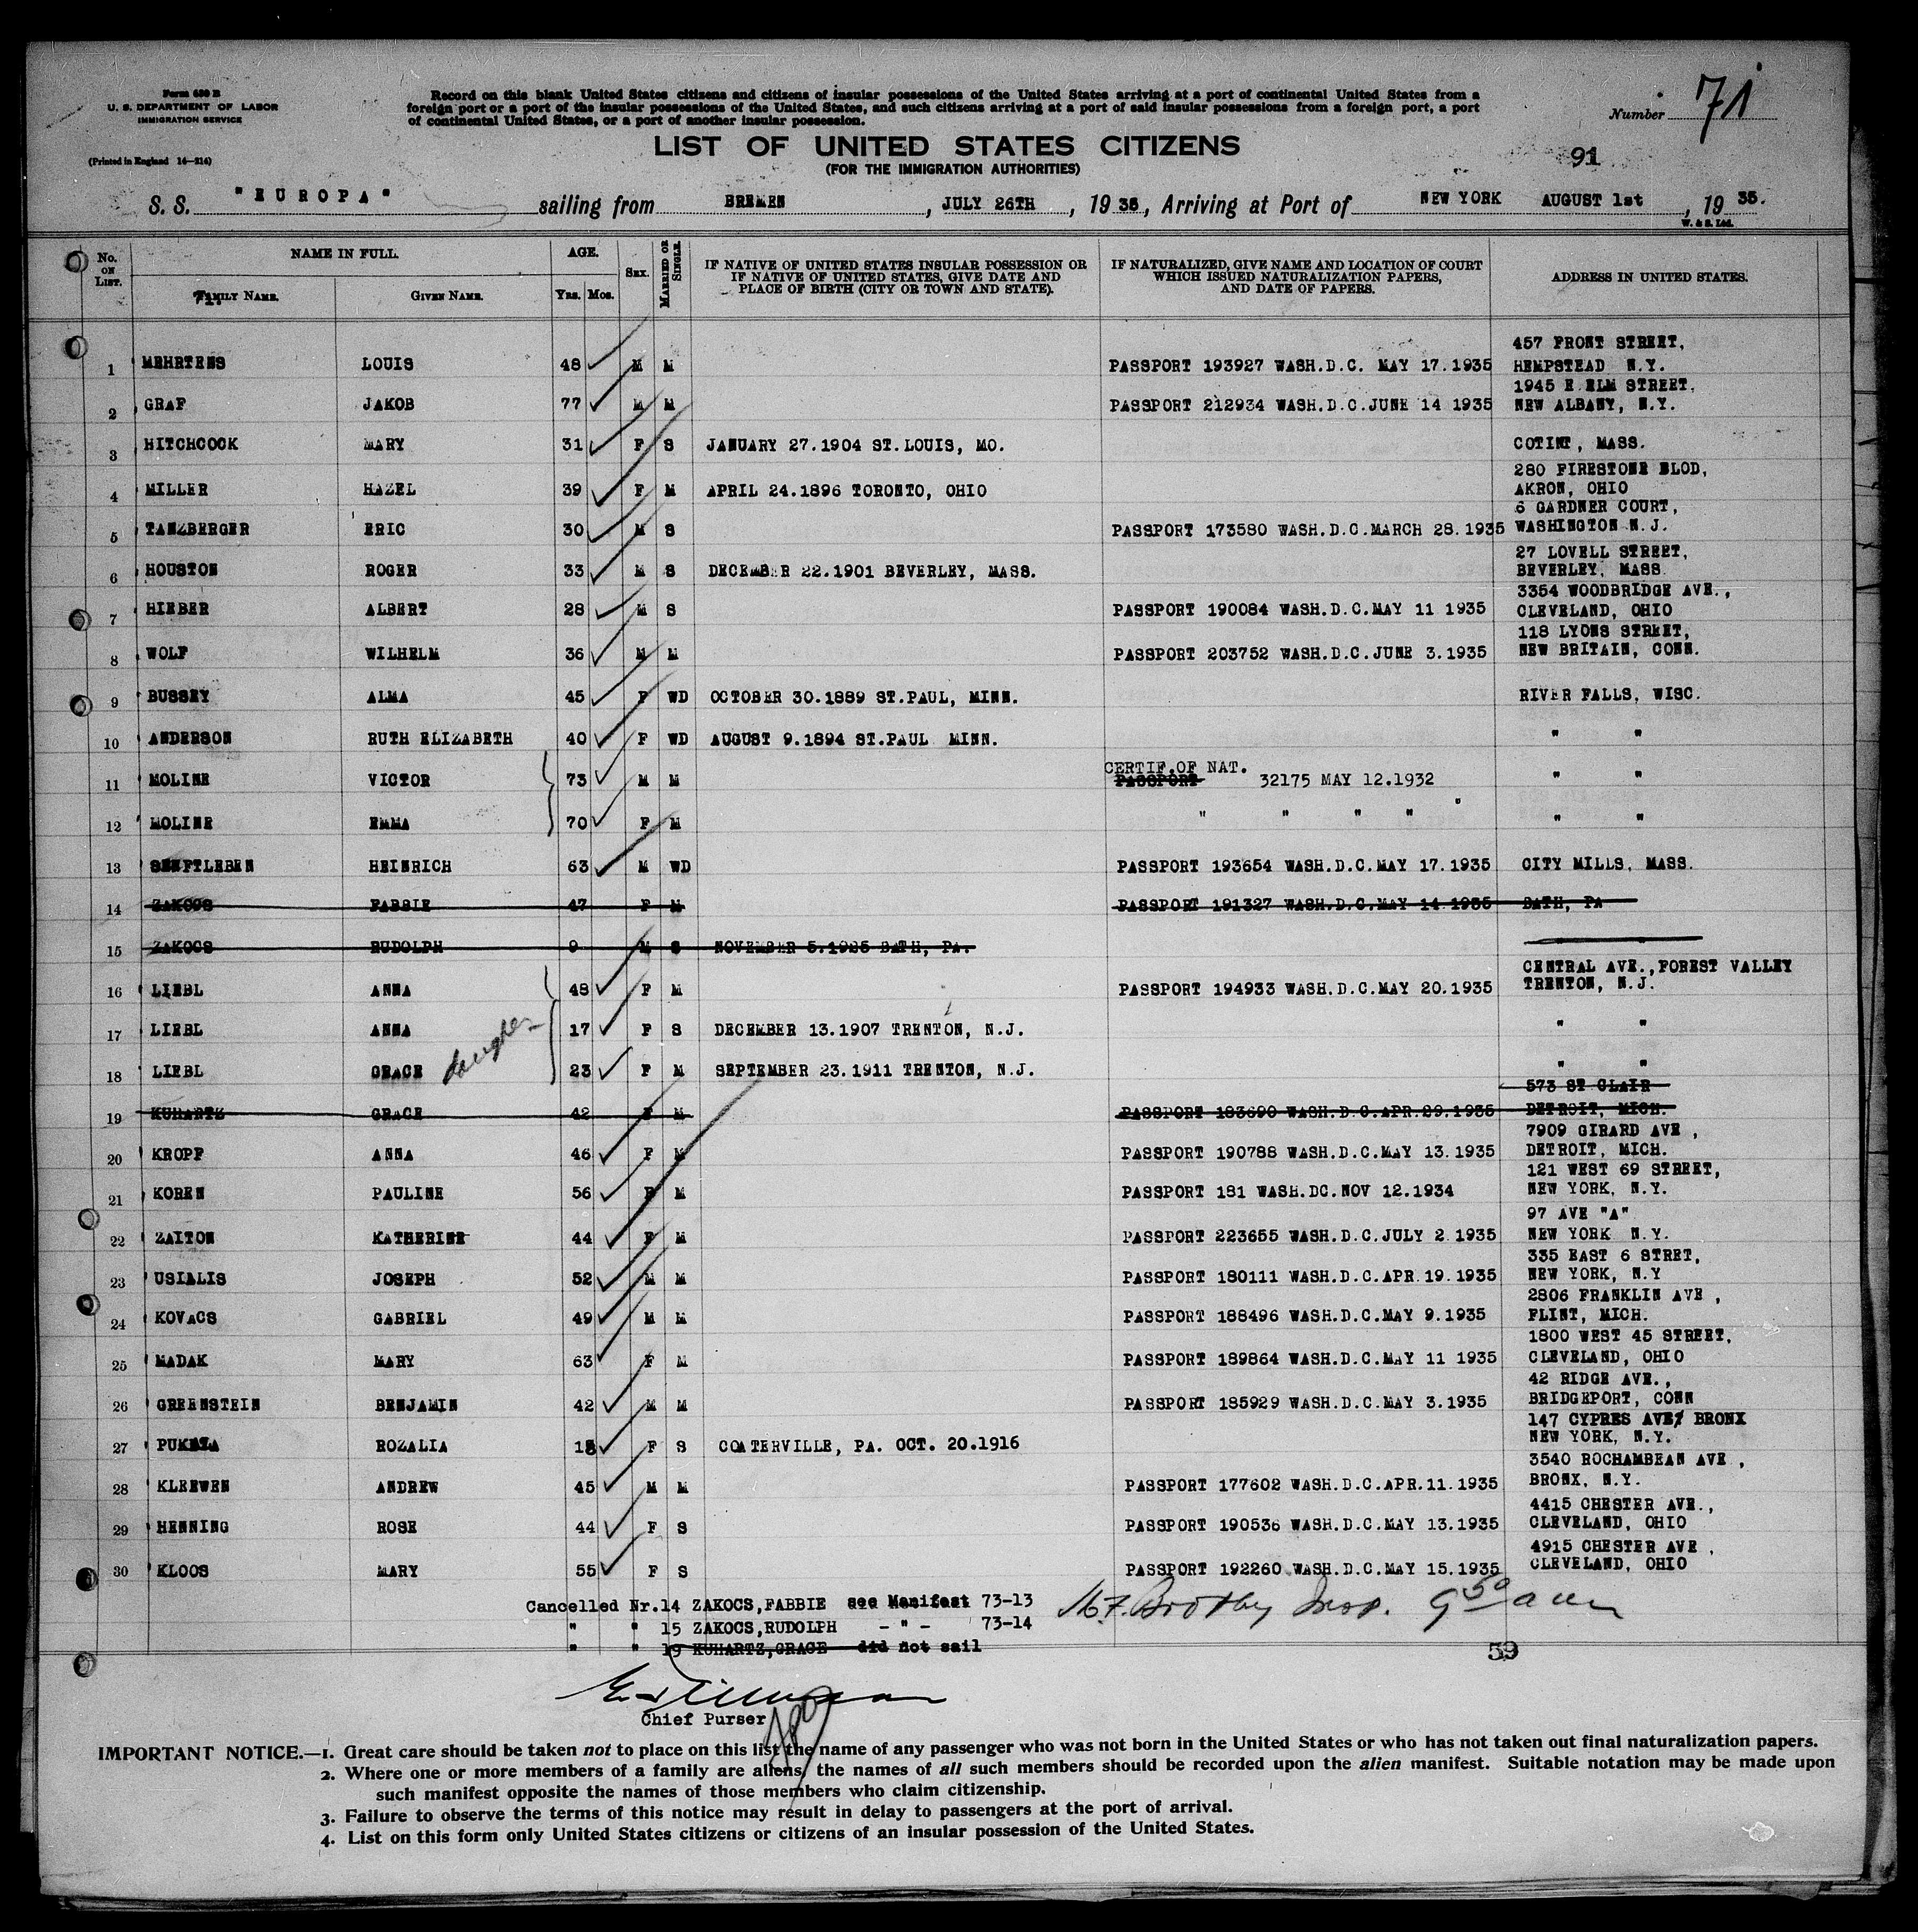 Form 630 B
U. S. DEPARTMENT OF LABOR
IMMIGRATION SERVICE
(Printed in England 14—214)
Record on this blank United States citizens and citizens of insular possessions of the United States arriving at a port of continental United States from a
foreign port or a port of the insular possessions of the United States, and such citizens arriving at a port of said insular possessions from a foreign port, a port
of continental United States, or a port of another insular possession.
Number 71
LIST OF UNITED STATES CITIZENS
(FOR THE IMMIGRATION AUTHORITIES)
91
S. S. "EUROPA" sailing from BREMEN, JULY 26TH, 1935, Arriving at Port of NEW YORK AUGUST 1st, 1935.
W. & S. Ltd.
No. ON LIST. NAME IN FULL. FAMILY NAME. GIVEN NAME. AGE. Yrs. Mos. SEX. MARRIED OR SINGLE. IF NATIVE OF UNITED STATES INSULAR POSSESSION OR IF NATIVE OF UNITED STATES, GIVE DATE AND PLACE OF BIRTH (CITY OR TOWN AND STATE). IF NATURALIZED, GIVE NAME AND LOCATION OF COURT WHICH ISSUED NATURALIZATION PAPERS, AND DATE OF PAPERS. ADDRESS IN UNITED STATES.
71.
1 MEHRTENS LOUIS 48 M M PASSPORT 193927 WASH.D.C. MAY 17.1935 457 FRONT STREET, HEMPSTEAD N.Y.
2 GRAF JAKOB 77 M M PASSPORT 212934 WASH.D.C.JUNE 14 1935 1945 E ELM STREET, NEW ALBANY, N.Y.
3 HITCHCOCK MARY 31 F S JANUARY 27.1904 ST.LOUIS, MO. COTINT, MASS.
4 MILLER HAZEL 39 F M APRIL 24.1896 TORONTO, OHIO 280 FIRESTONE BLOD, AKRON, OHIO
5 TANZBERGER ERIC 30 M S PASSPORT 173580 WASH.D.C.MARCH 28.1935 6 GARDNER COURT, WASHINGTON N.J.
6 HOUSTON ROGER 33 M S DECEMBER 22.1901 BEVERLEY, MASS. 27 LOVELL STREET, BEVERLEY, MASS.
7 HIEBER ALBERT 28 M S PASSPORT 190084 WASH.D.C.MAY 11 1935 3354 WOODBRIDGE AVE., CLEVELAND, OHIO
8 WOLF WILHELM 36 M M PASSPORT 203752 WASH.D.C.JUNE 3.1935 118 LYONS STREET, NEW BRITAIN, CONN.
9 BUSSEY ALMA 45 F WD OCTOBER 30.1889 ST.PAUL, MINN. RIVER FALLS, WISC.
10 ANDERSON RUTH ELIZABETH 40 F WD AUGUST 9.1894 ST.PAUL MINN. " "
11 MOLINE VICTOR 73 M M CERTIF.OF NAT. PASSPORT 32175 MAY 12.1932 " "
12 MOLINE EMMA 70 F M " " " " " " "
13 SENFTLEBEN HEINRICH 63 M WD PASSPORT 193654 WASH.D.C.MAY 17.1935 CITY MILLS, MASS.
14 ZAKOCS FABBIE 47 F M PASSPORT 191327 WASH.D.C.MAY 14.1935 BATH, PA
15 ZAKOCS RUDOLPH 9 M S NOVEMBER 5.1925 BATH, PA.
16 LIEBL ANNA 48 F M PASSPORT 194933 WASH.D.C.MAY 20.1935 CENTRAL AVE.,FOREST VALLEY TRENTON, N.J.
17 LIEBL ANNA 17 F S DECEMBER 13.1907 TRENTON, N.J. " "
daughter
18 LIEBL GRACE 23 F M SEPTEMBER 23.1911 TRENTON, N.J. " "
19 KUHARTZ GRACE 42 F M PASSPORT 183690 WASH.D.C.APR.29.1935 573 ST CLAIR DETROIT, MICH.
20 KROPF ANNA 46 F M PASSPORT 190788 WASH.D.C.MAY 13.1935 7909 GIRARD AVE, DETROIT, MICH.
21 KOREN PAULINE 56 F M PASSPORT 181 WASH.DC.NOV 12.1934 121 WEST 69 STREET, NEW YORK, N.Y.
22 ZAITON KATHERINE 44 F M PASSPORT 223655 WASH.D.C.JULY 2 1935 97 AVE "A" NEW YORK N.Y.
23 USIALIS JOSEPH 52 M M PASSPORT 180111 WASH.D.C.APR.19.1935 335 EAST 6 STRET, NEW YORK, N.Y
24 KOVACS GABRIEL 49 M M PASSPORT 188496 WASH.D.C.MAY 9.1935 2806 FRANKLIN AVE, FLINT, MICH.
25 MADAK MARY 63 F M PASSPORT 189864 WASH.D.C.MAY 11 1935 1800 WEST 45 STREET, CLEVELAND, OHIO
26 GREENSTEIN BENJAMIN 42 M M PASSPORT 185929 WASH.D.C.MAY 3.1935 42 RIDGE AVE., BRIDGEPORT, CONN
27 ROZALIA 18 F S COATERVILLE, PA. OCT. 20.1916 147 CYPRES AVE, BRONX NEW YORK, N.Y.
28 KLEEWEN ANDREW 45 M M PASSPORT 177602 WASH.D.C.APR.11.1935 3540 ROCHAMBEAN AVE, BRONX, N.Y.
29 HENNING ROSE 44 F S PASSPORT 190536 WASH.D.C.MAY 13.1935 4415 CHESTER AVE., CLEVELAND, OHIO
30 KLOOS MARY 55 F S PASSPORT 192260 WASH.D.C.MAY 15.1935 4915 CHESTER AVE, CLEVELAND, OHIO
Cancelled Nr.14 ZAKOCS,FABBIE see Manifest 73-13
" " 15 ZAKOCS,RUDOLPH - " - 73-14
" " 19 KUHARTZ,GRACE did not sail
59
Chief Purser
IMPORTANT NOTICE.—1. Great care should be taken not to place on this list the name of any passenger who was not born in the United States or who has not taken out final naturalization papers.
2. Where one or more members of a family are aliens, the names of all such members should be recorded upon the alien manifest. Suitable notation may be made upon
such manifest opposite the names of those members who claim citizenship.
3. Failure to observe the terms of this notice may result in delay to passengers at the port of arrival.
4. List on this form only United States citizens or citizens of an insular possession of the United States.